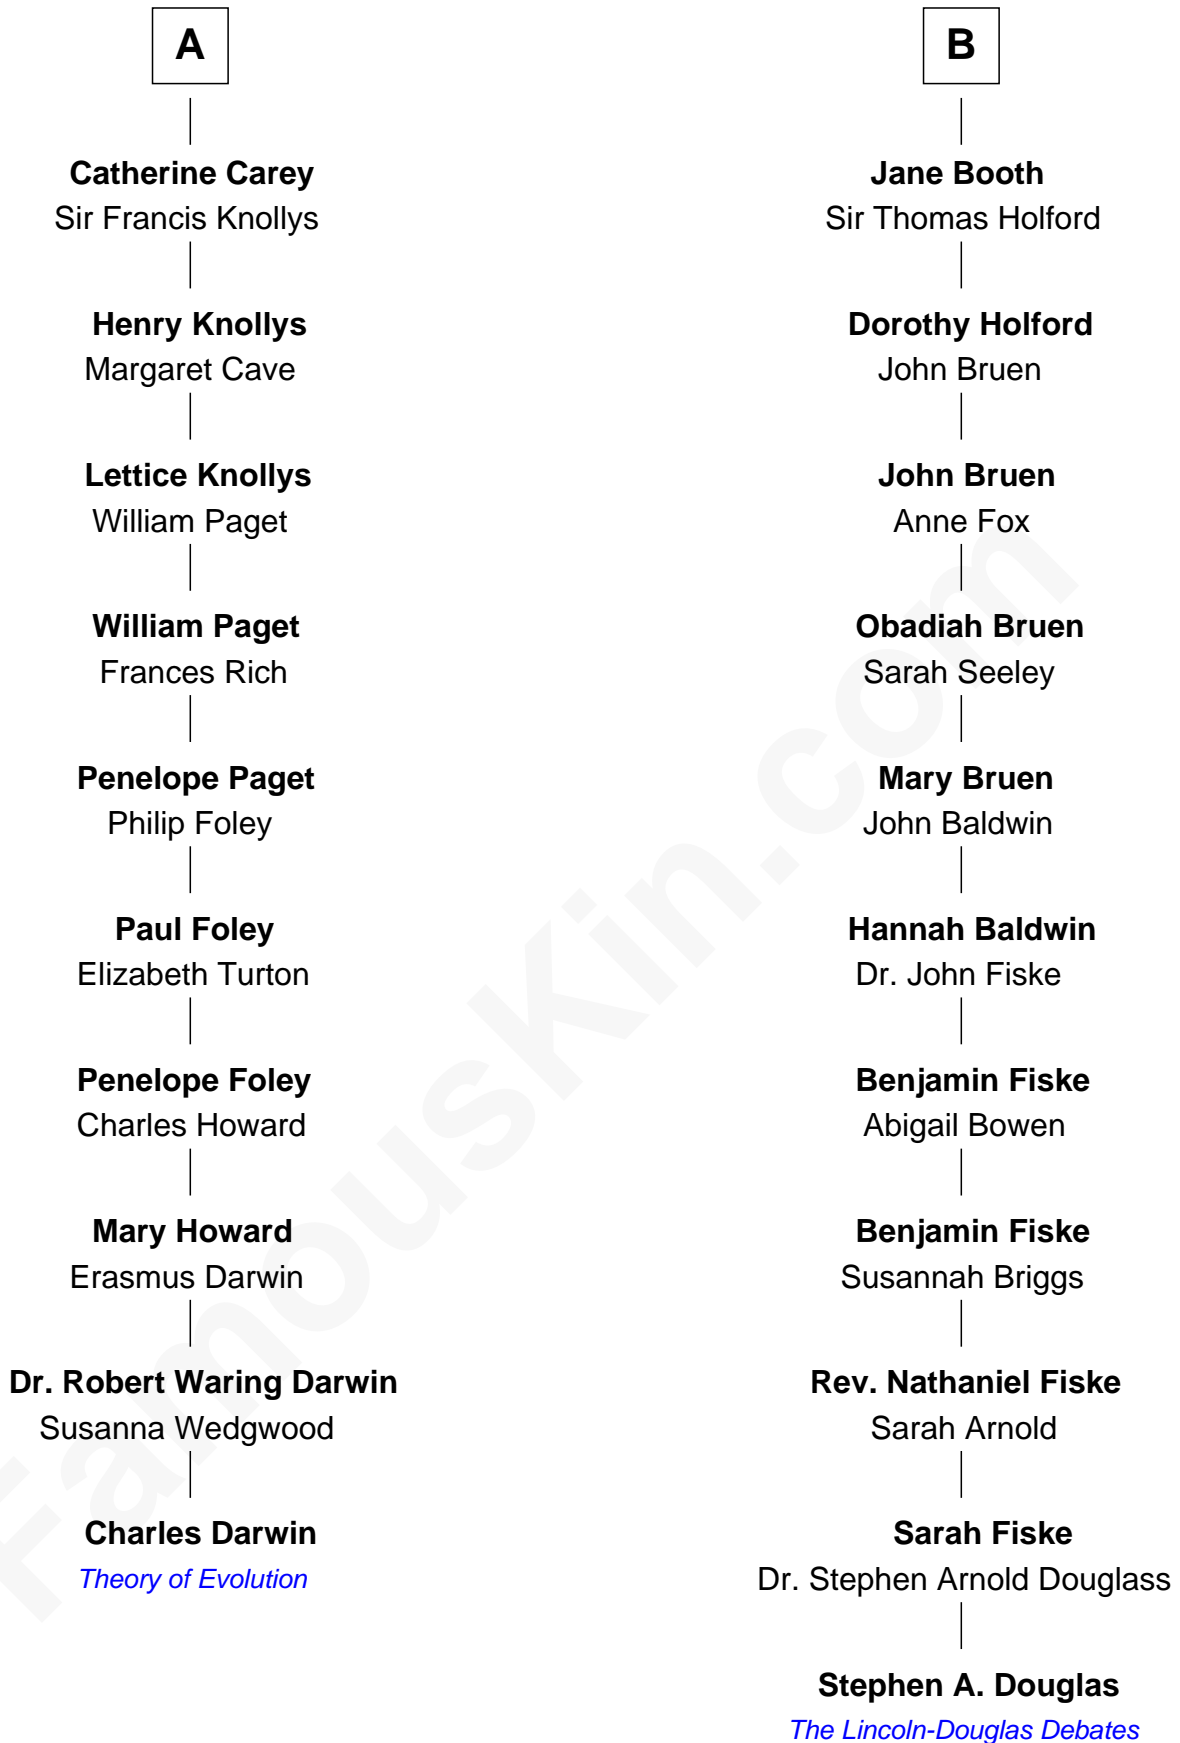 A
Catherine Carey
Sir Francis Knollys
Henry Knollys
Margaret Cave
Lettice Knollys
William Paget
William Paget
Frances Rich
Penelope Paget
Philip Foley
Paul Foley
Elizabeth Turton
Penelope Foley
Charles Howard
Mary Howard
Erasmus Darwin
Dr. Robert Waring Darwin
Susanna Wedgwood
Charles Darwin
Theory of Evolution
B
Jane Booth
Sir Thomas Holford
Dorothy Holford
John Bruen
John Bruen
Anne Fox
Obadiah Bruen
Sarah Seeley
Mary Bruen
John Baldwin
Hannah Baldwin
Dr. John Fiske
Benjamin Fiske
Abigail Bowen
Benjamin Fiske
Susannah Briggs
Rev. Nathaniel Fiske
Sarah Arnold
Sarah Fiske
Dr. Stephen Arnold Douglass
Stephen A. Douglas
The Lincoln-Douglas Debates
FamousKin.com